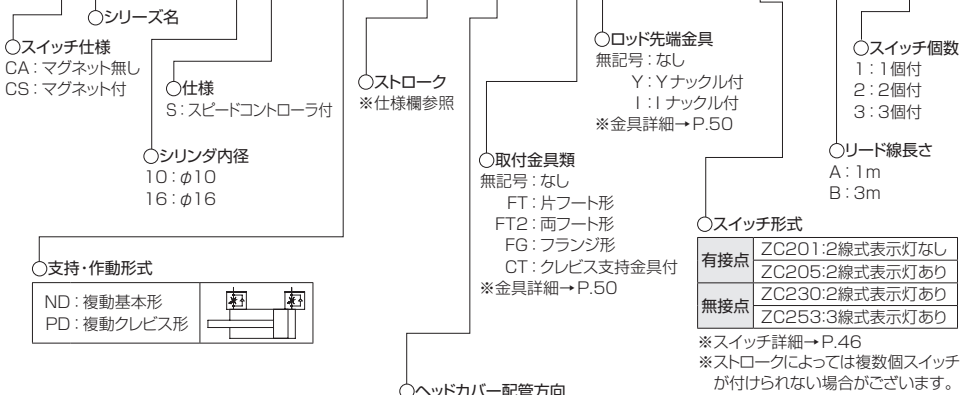 ○シリーズ名
○スイッチ仕様
CA：マグネット無し
CS：マグネット付
○仕様
S：スピードコントローラ付
○シリンダ内径
10：φ10
16：φ16
○支持・作動形式
ND：複動基本形
PD：複動クレビス形
○ストローク
※仕様欄参照
○ヘッドカバー配管方向
○取付金具類
無記号：なし
FT：片フート形
FT2：両フート形
FG：フランジ形
CT：クレビス支持金具付
※金具詳細→P.50
○ロッド先端金具
無記号：なし
Y：Yナックル付
I：Iナックル付
※金具詳細→P.50
○スイッチ形式
有接点
ZC201:2線式表示灯なし
ZC205:2線式表示灯あり
無接点
ZC230:2線式表示灯あり
ZC253:3線式表示灯あり
※スイッチ詳細→P.46
※ストロークによっては複数個スイッチ
が付けられない場合がございます。
○リード線長さ
A：1m
B：3m
○スイッチ個数
1：1個付
2：2個付
3：3個付